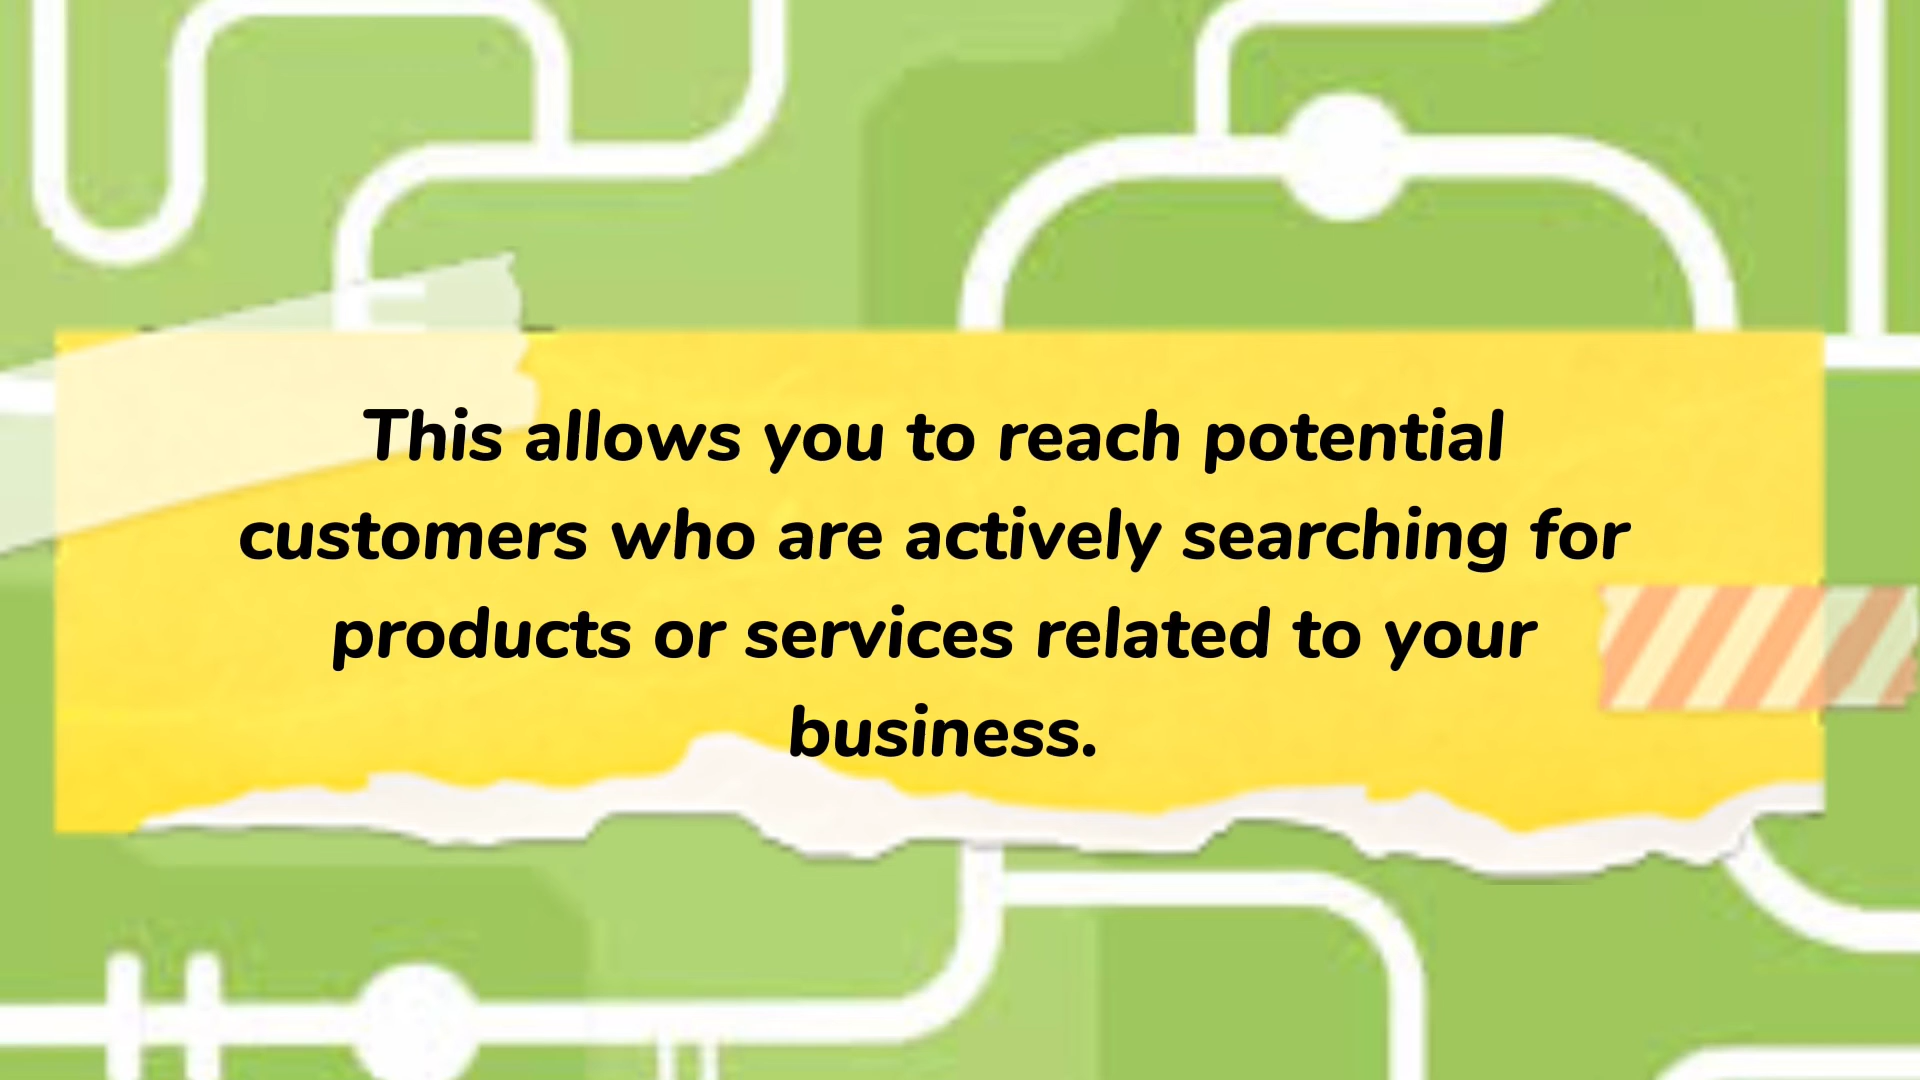 This allows you to reach potential
customers who are actively searching for
products or services related to your
business.